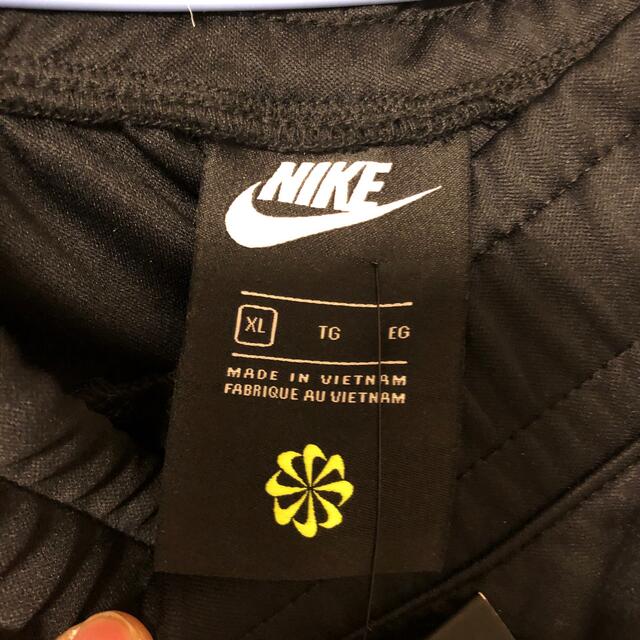 NIKE
XL TG EG
MADE IN VIETNAM
FABRIQUE AU VIETNAM